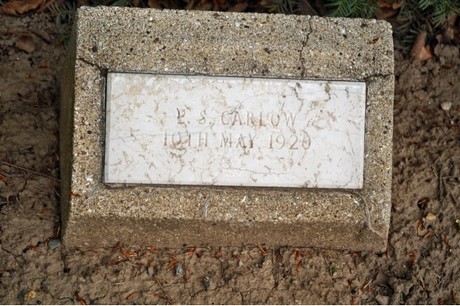 P. S. CARLOW
10TH MAY 1920